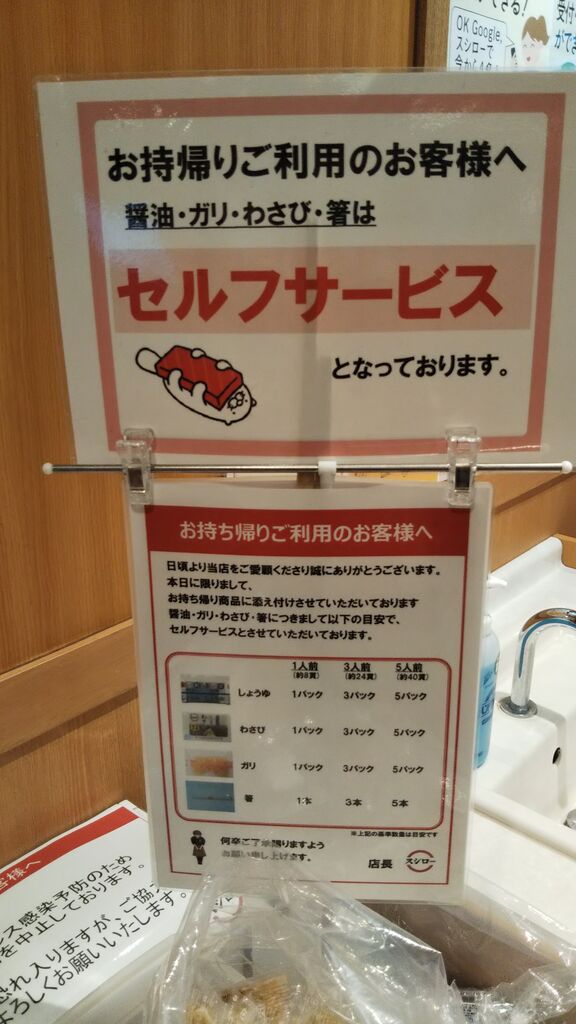 できる!
OK Google,
スシローで
受付
がで
お持帰りご利用のお客様へ
醤油・ガリ・わさび・箸は
セルフサービス
となっております。
お持ち帰りご利用のお客様へ
日頃より当店をご愛顧くださり誠にありがとうございます。
本日に限りまして、
お持ち帰り商品に添え付けさせていただいております
醤油・ガリ・わさび・箸につきまして以下の目安で、
セルフサービスとさせていただいております。
1人前 3人前 5人前
(約8貫) (約24貫) (約40貫)
しょうゆ 1パック 3パック 5パック
わさび 1パック 3パック 5パック
ガリ 1パック 3パック 5パック
箸 1本 3本 5本
※上記の基準数量は目安です
何卒ご了承賜りますよう
お願い申し上げます。
店長 スシロー
客様へ
ス感染予防のため
を中止しております。
恐れ入りますが、ご協
よろしくお願いいたします。